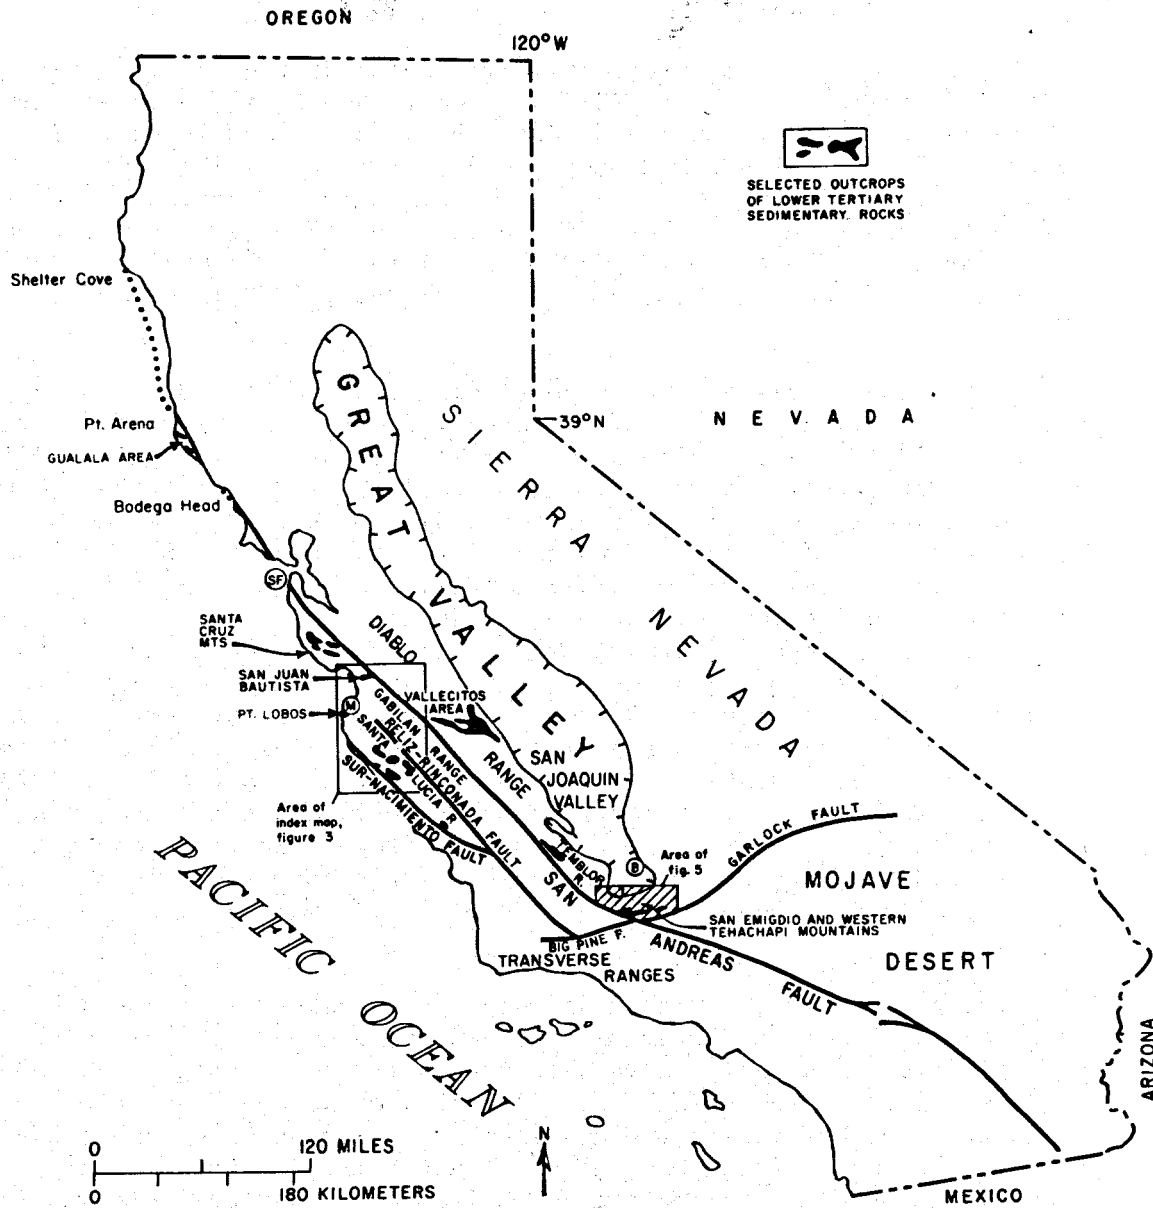 OREGON
120°W
SELECTED OUTCROPS
OF LOWER TERTIARY
SEDIMENTARY ROCKS
Shelter Cove
GREAT VALLEY
SIERRA NEVADA
39°N
NEVADA
Pt. Arena
GUALALA AREA
Bodega Head
SF
SANTA
CRUZ
MTS
DIABLO RANGE
SAN JUAN
BAUTISTA
M
PT. LOBOS
GABILAN RANGE
VALLECITOS
AREA
RELIZ-RINCONADA FAULT
SANTA LUCIA R.
SUR-NACIMIENTO FAULT
SAN
JOAQUIN
VALLEY
Area of
index map,
figure 3
TEMBLOR R.
B
Area of
fig. 5
GARLOCK FAULT
MOJAVE
DESERT
SAN EMIGDIO AND WESTERN
TEHACHAPI MOUNTAINS
SAN ANDREAS FAULT
BIG PINE F.
TRANSVERSE
RANGES
PACIFIC
OCEAN
ARIZONA
0 120 MILES
0 180 KILOMETERS
N
MEXICO